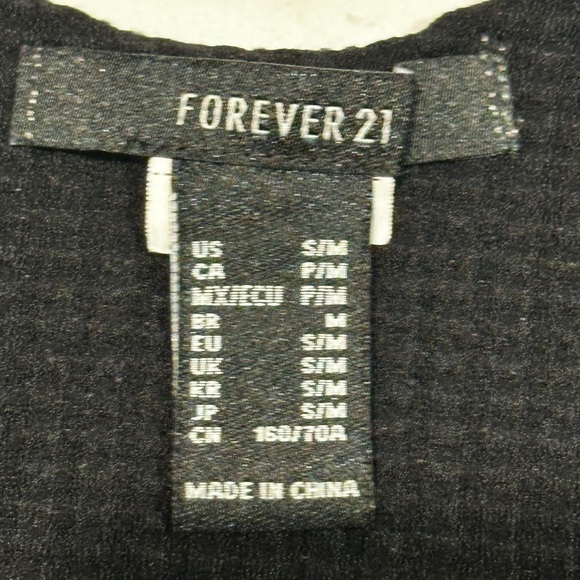 FOREVER 21
US S/M
CA P/M
MX/ECU P/M
BR M
EU S/M
UK S/M
KR S/M
JP S/M
CN 160/70A
MADE IN CHINA